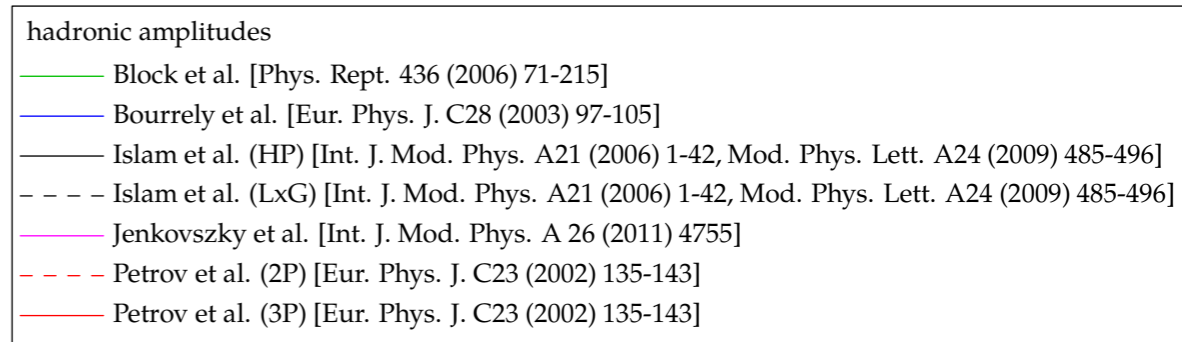 hadronic amplitudes
Block et al. [Phys. Rept. 436 (2006) 71-215]
Bourrely et al. [Eur. Phys. J. C28 (2003) 97-105]
Islam et al. (HP) [Int. J. Mod. Phys. A21 (2006) 1-42, Mod. Phys. Lett. A24 (2009) 485-496]
Islam et al. (LxG) [Int. J. Mod. Phys. A21 (2006) 1-42, Mod. Phys. Lett. A24 (2009) 485-496]
Jenkovszky et al. [Int. J. Mod. Phys. A 26 (2011) 4755]
Petrov et al. (2P) [Eur. Phys. J. C23 (2002) 135-143]
Petrov et al. (3P) [Eur. Phys. J. C23 (2002) 135-143]